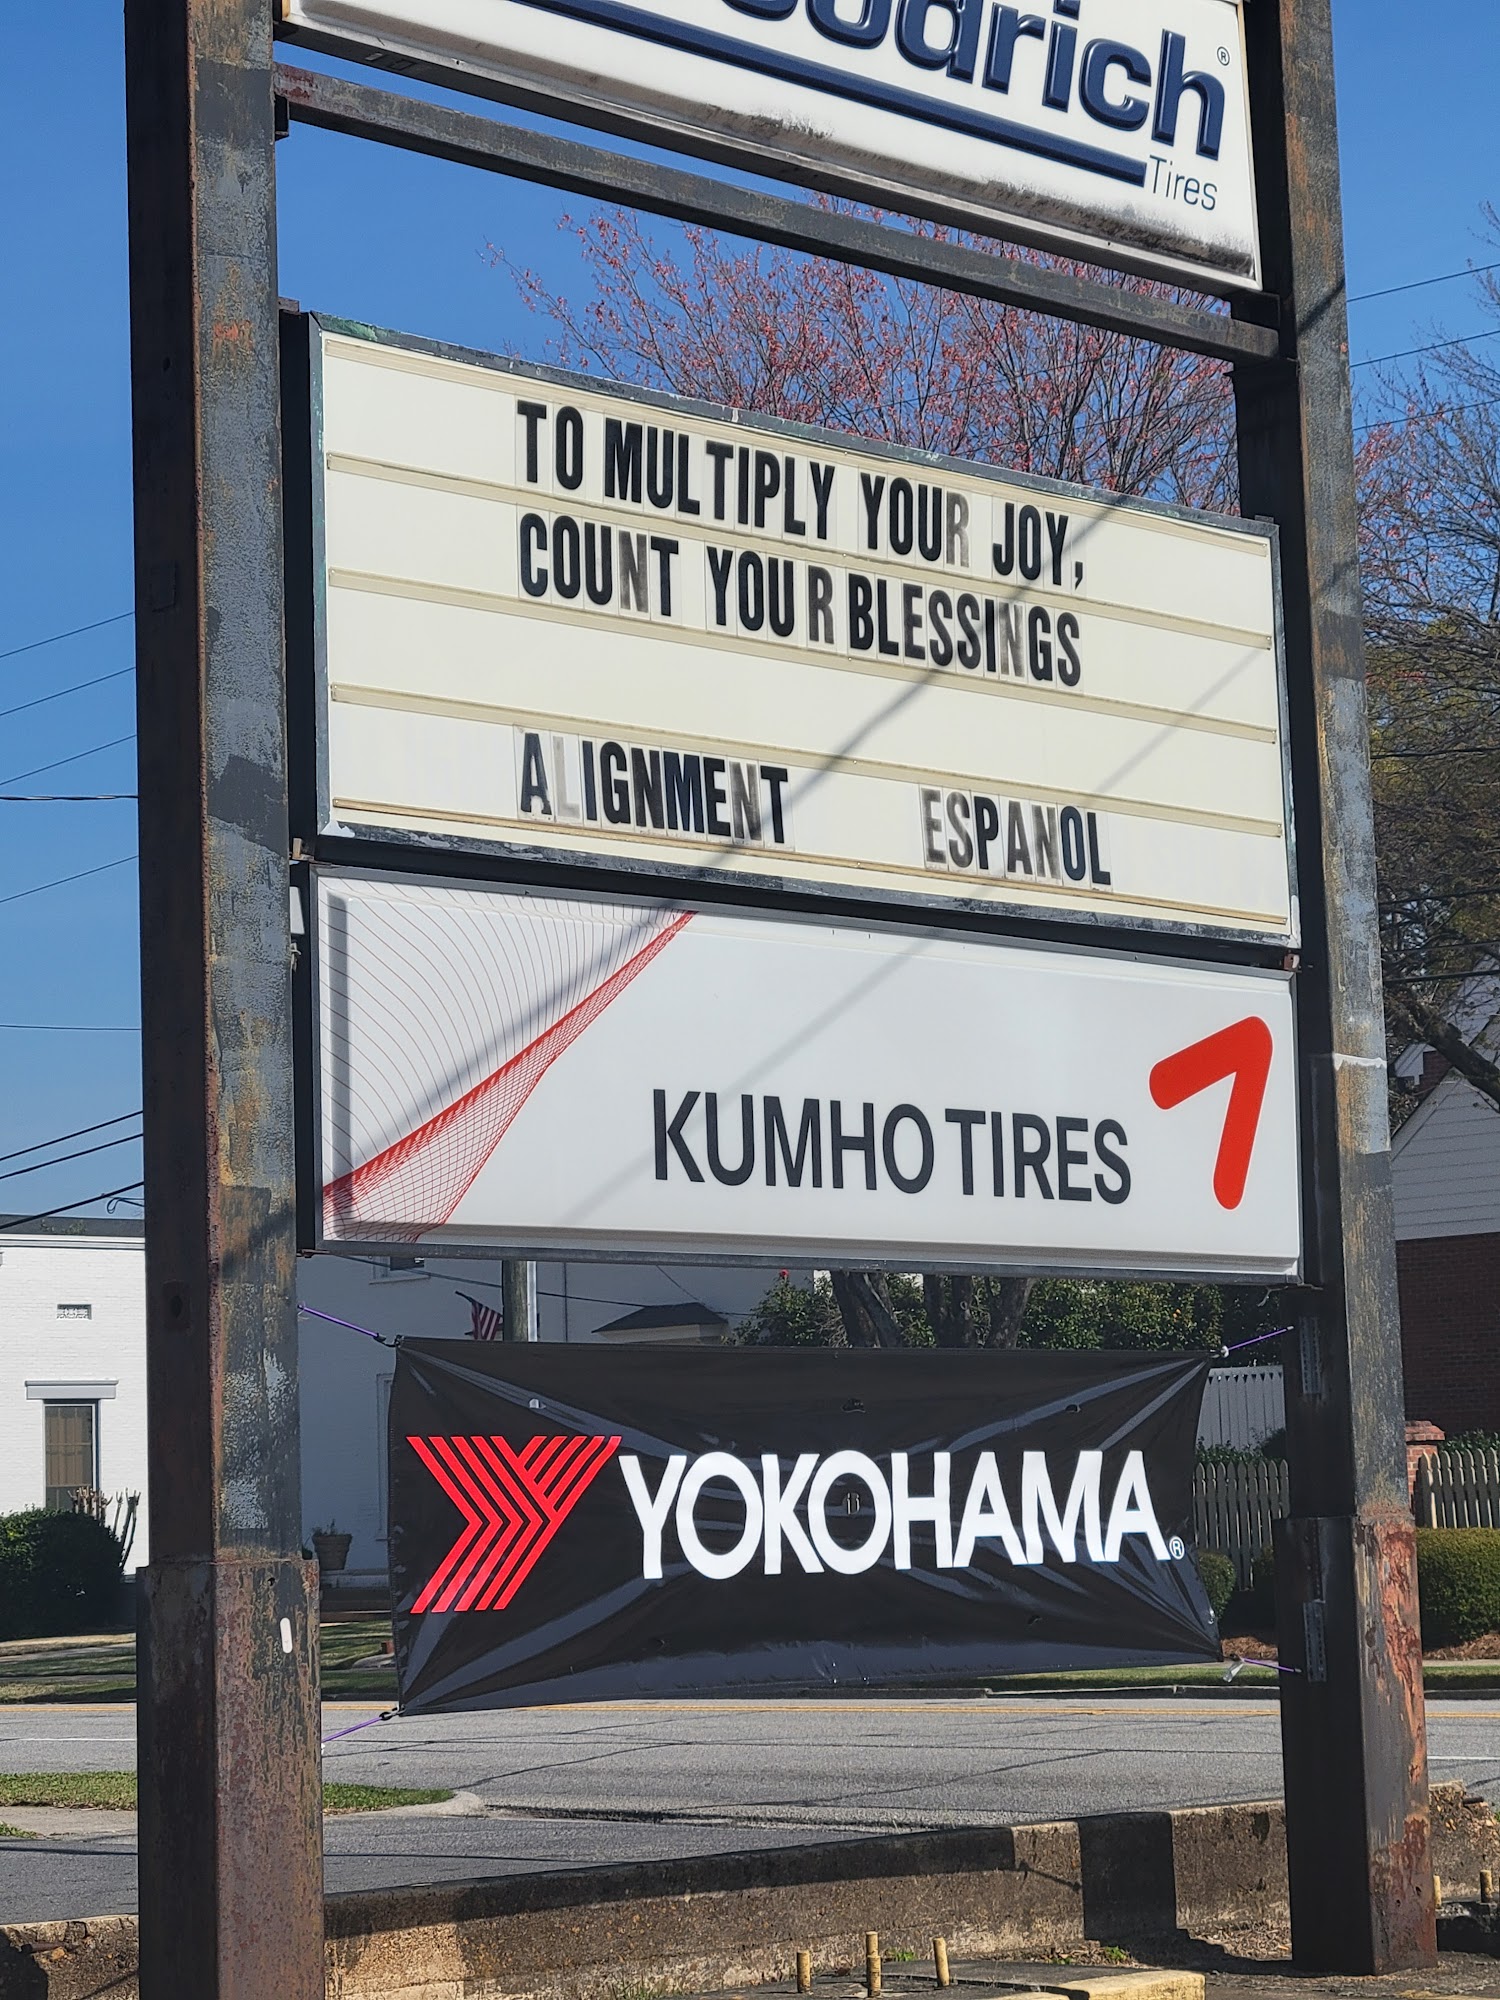 odrich®
Tires
TO MULTIPLY YOUR JOY,
COUNT YOUR BLESSINGS
ALIGNMENT ESPANOL
KUMHO TIRES
YOKOHAMA®